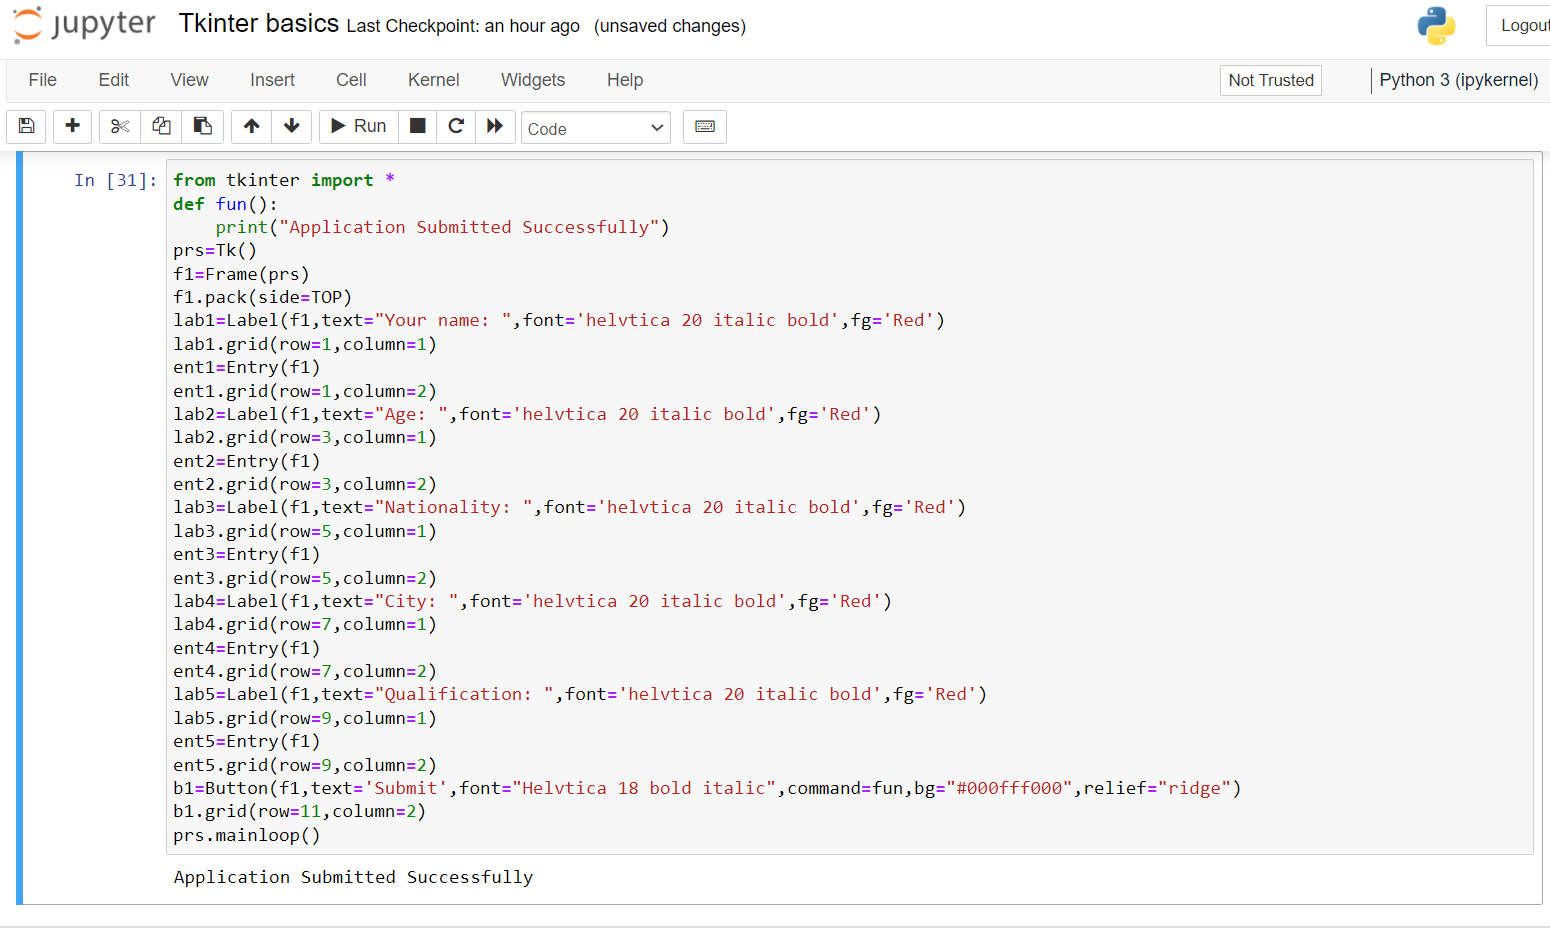 jupyter Tkinter basics Last Checkpoint: an hour ago (unsaved changes) Logout
File Edit View Insert Cell Kernel Widgets Help Not Trusted Python 3 (ipykernel)
Run Code
In [31]: from tkinter import *
def fun():
    print("Application Submitted Successfully")
prs=Tk()
f1=Frame(prs)
f1.pack(side=TOP)
lab1=Label(f1,text="Your name: ",font='helvtica 20 italic bold',fg='Red')
lab1.grid(row=1,column=1)
ent1=Entry(f1)
ent1.grid(row=1,column=2)
lab2=Label(f1,text="Age: ",font='helvtica 20 italic bold',fg='Red')
lab2.grid(row=3,column=1)
ent2=Entry(f1)
ent2.grid(row=3,column=2)
lab3=Label(f1,text="Nationality: ",font='helvtica 20 italic bold',fg='Red')
lab3.grid(row=5,column=1)
ent3=Entry(f1)
ent3.grid(row=5,column=2)
lab4=Label(f1,text="City: ",font='helvtica 20 italic bold',fg='Red')
lab4.grid(row=7,column=1)
ent4=Entry(f1)
ent4.grid(row=7,column=2)
lab5=Label(f1,text="Qualification: ",font='helvtica 20 italic bold',fg='Red')
lab5.grid(row=9,column=1)
ent5=Entry(f1)
ent5.grid(row=9,column=2)
b1=Button(f1,text='Submit',font="Helvtica 18 bold italic",command=fun,bg="#000fff000",relief="ridge")
b1.grid(row=11,column=2)
prs.mainloop()
Application Submitted Successfully